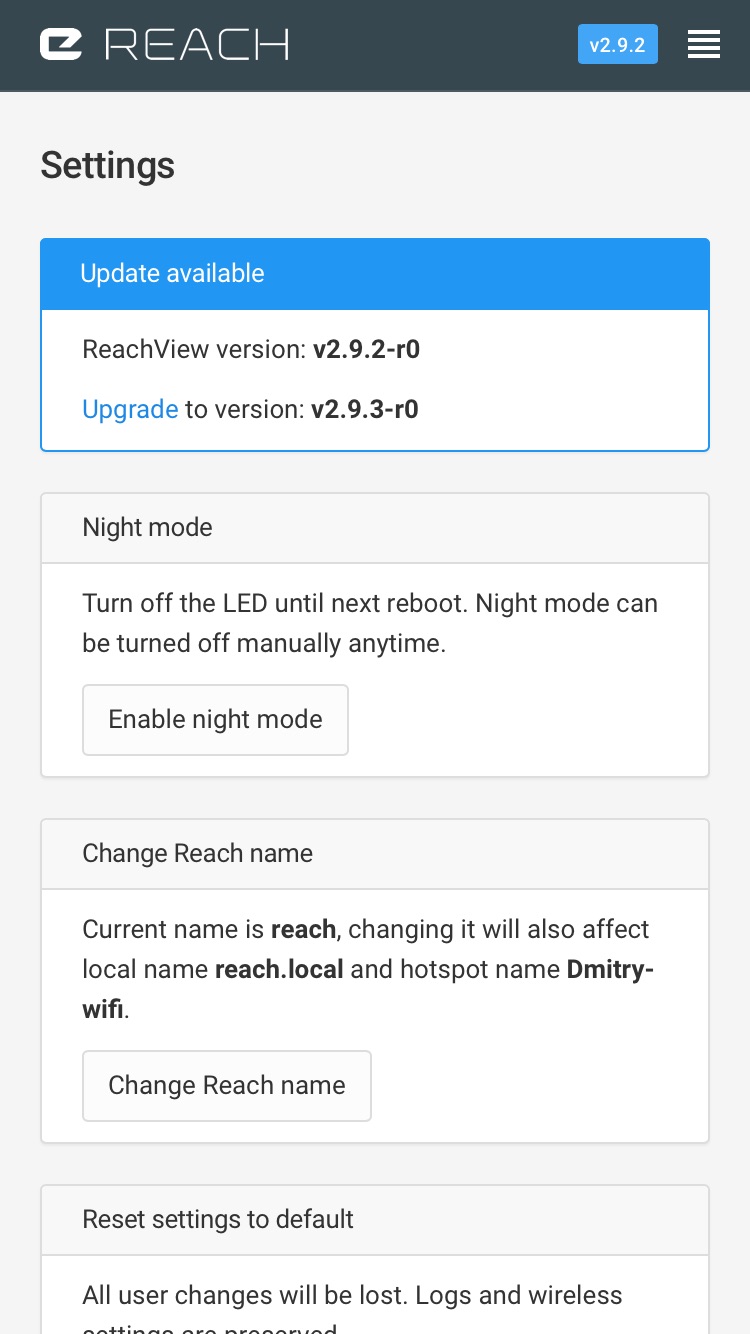 REACH
v2.9.2
Settings
Update available
ReachView version: v2.9.2-r0
Upgrade to version: v2.9.3-r0
Night mode
Turn off the LED until next reboot. Night mode can
be turned off manually anytime.
Enable night mode
Change Reach name
Current name is reach, changing it will also affect
local name reach.local and hotspot name Dmitry-
wifi.
Change Reach name
Reset settings to default
All user changes will be lost. Logs and wireless
settings are preserved